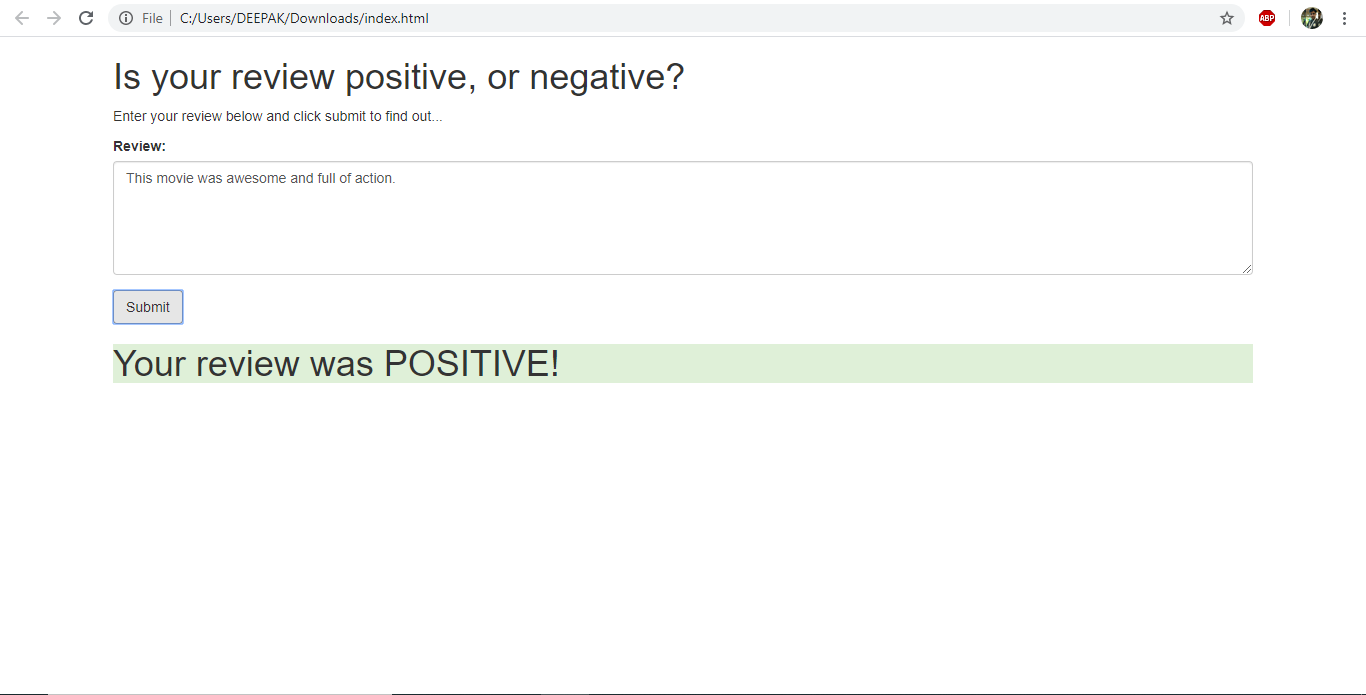 File C:/Users/DEEPAK/Downloads/index.html
ABP
Is your review positive, or negative?
Enter your review below and click submit to find out...
Review:
This movie was awesome and full of action.
Submit
Your review was POSITIVE!